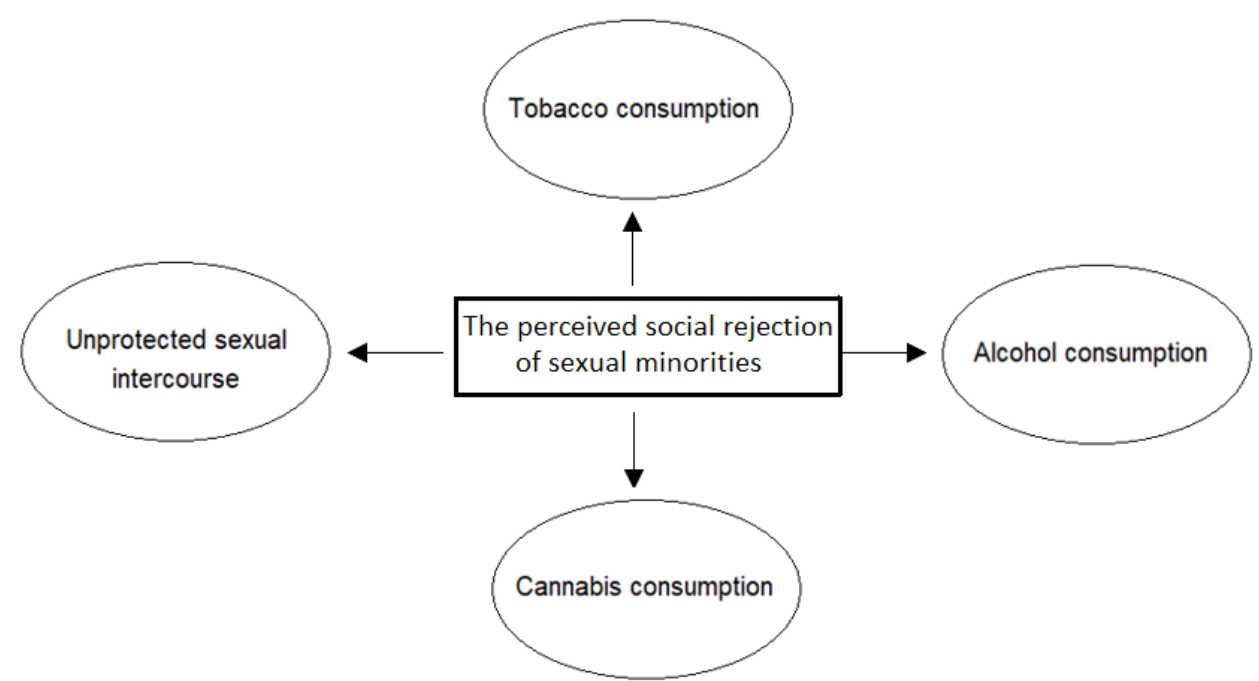 Tobacco consumption
Unprotected sexual
intercourse
The perceived social rejection
of sexual minorities
Alcohol consumption
Cannabis consumption